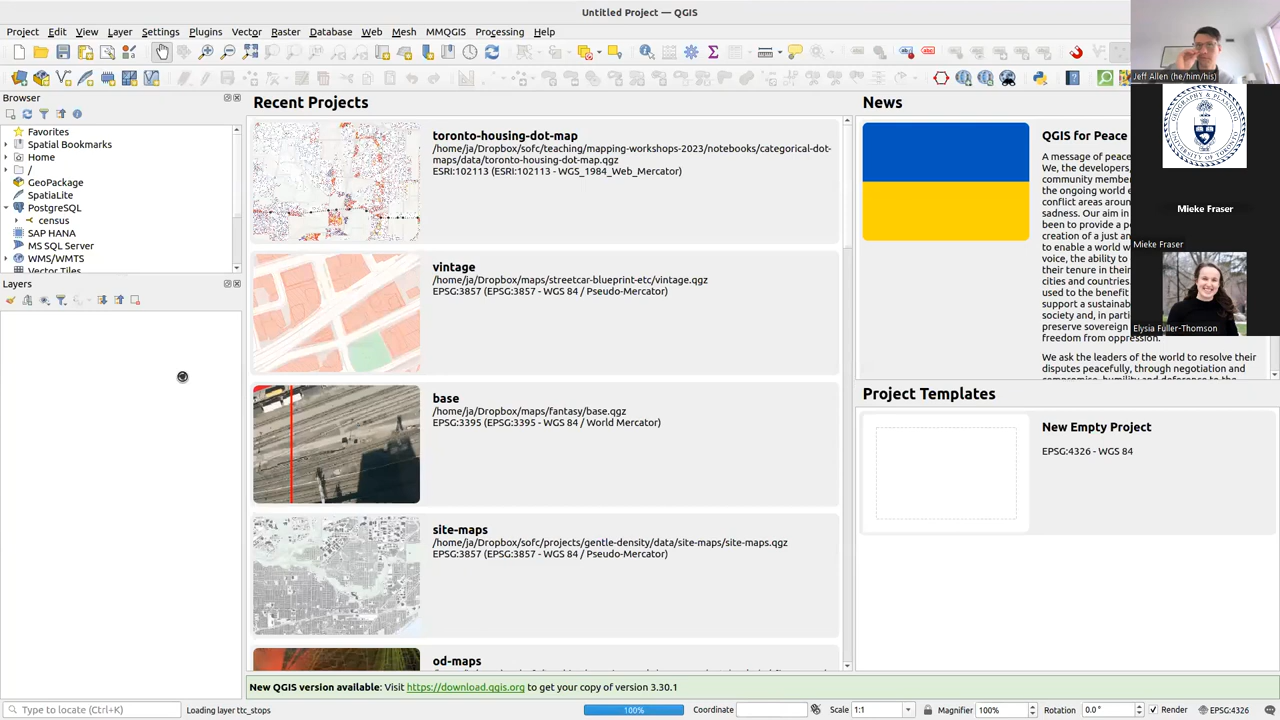 Untitled Project — QGIS
Project Edit View Layer Settings Plugins Vector Raster Database Web Mesh MMQGIS Processing Help
Jeff Allen (he/him/his)
Browser
Favorites
Spatial Bookmarks
Home
/
GeoPackage
SpatiaLite
PostgreSQL
census
SAP HANA
MS SQL Server
WMS/WMTS
Vector Tiles
Layers
Recent Projects
toronto-housing-dot-map
/home/ja/Dropbox/sofc/teaching/mapping-workshops-2023/notebooks/categorical-dot-
maps/data/toronto-housing-dot-map.qgz
ESRI:102113 (ESRI:102113 - WGS_1984_Web_Mercator)
vintage
/home/ja/Dropbox/maps/streetcar-blueprint-etc/vintage.qgz
EPSG:3857 (EPSG:3857 - WGS 84 / Pseudo-Mercator)
base
/home/ja/Dropbox/maps/fantasy/base.qgz
EPSG:3395 (EPSG:3395 - WGS 84 / World Mercator)
site-maps
/home/ja/Dropbox/sofc/projects/gentle-density/data/site-maps/site-maps.qgz
EPSG:3857 (EPSG:3857 - WGS 84 / Pseudo-Mercator)
od-maps
News
QGIS for Peace
A message of peace
We, the developers,
community membe
the ongoing world e
conflict areas aroun
sadness. Our aim in
been to provide a pe
creation of a just an
to enable a world w
voice, the ability to
their tenure in their
cities and countries.
used to the benefit
support a sustainab
society and, in partic
preserve sovereign
freedom from oppression.
We ask the leaders of the world to resolve their
disputes peacefully, through negotiation and
Mieke Fraser
Mieke Fraser
Elysia Fuller-Thomson
Project Templates
New Empty Project
EPSG:4326 - WGS 84
New QGIS version available: Visit https://download.qgis.org to get your copy of version 3.30.1
Type to locate (Ctrl+K) Loading layer ttc_stops 100% Coordinate Scale 1:1 Magnifier 100% Rotation 0.0 ° Render EPSG:4326